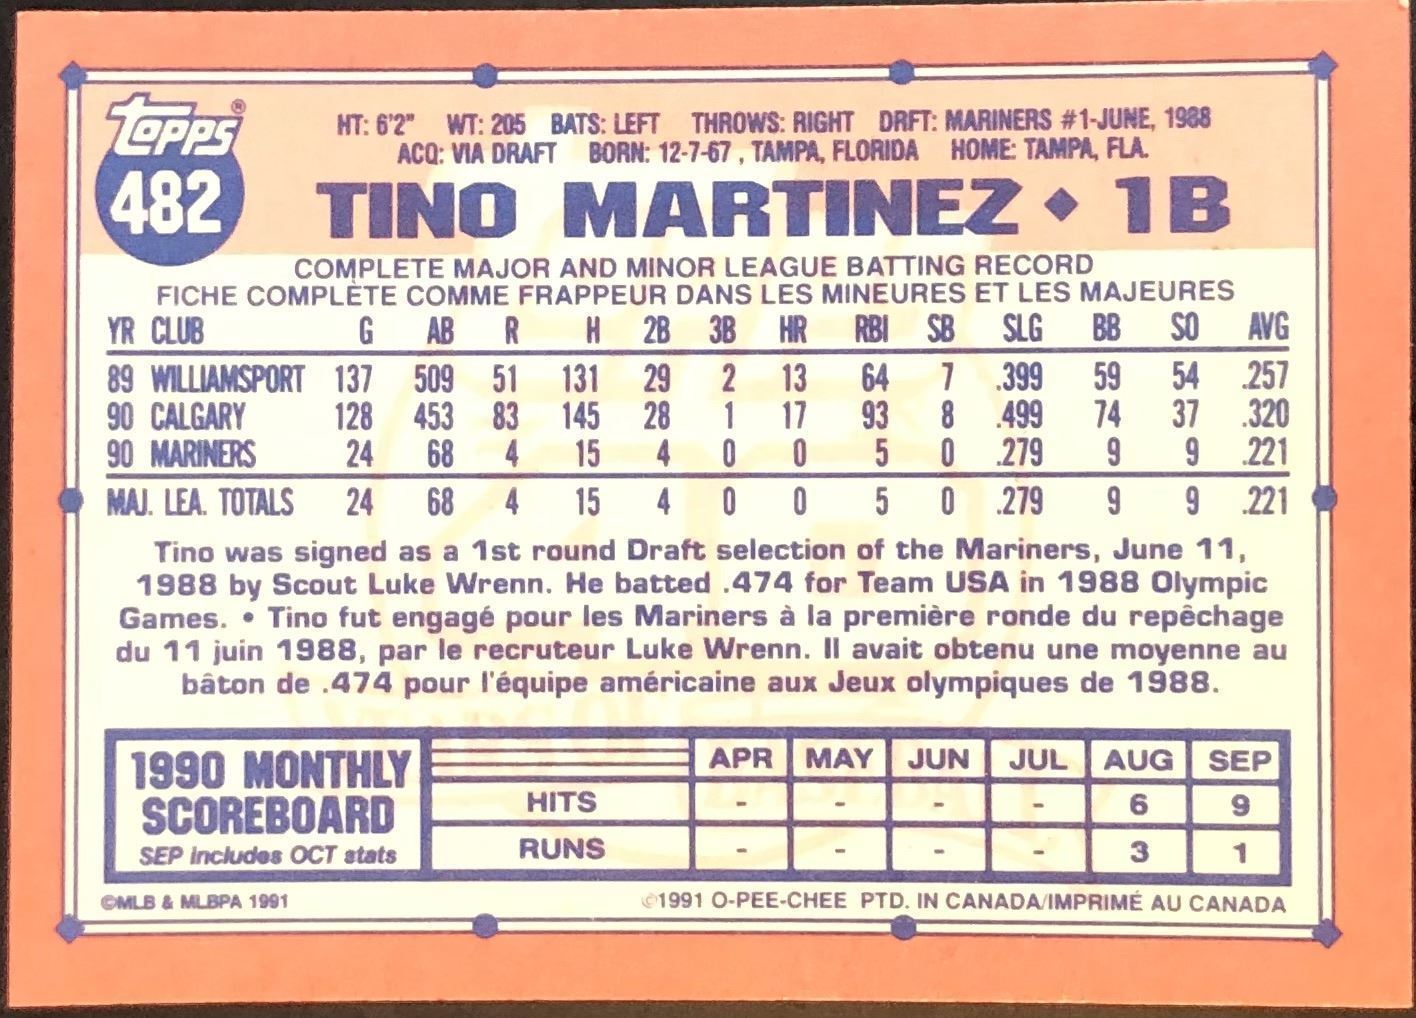 topps®
482
HT: 6'2" WT: 205 BATS: LEFT THROWS: RIGHT DRFT: MARINERS #1-JUNE, 1988
ACQ: VIA DRAFT BORN: 12-7-67, TAMPA, FLORIDA HOME: TAMPA, FLA.
TINO MARTINEZ ◆ 1B
COMPLETE MAJOR AND MINOR LEAGUE BATTING RECORD
FICHE COMPLÈTE COMME FRAPPEUR DANS LES MINEURES ET LES MAJEURES
YR CLUB G AB R H 2B 3B HR RBI SB SLG BB SO AVG
89 WILLIAMSPORT 137 509 51 131 29 2 13 64 7 .399 59 54 .257
90 CALGARY 128 453 83 145 28 1 17 93 8 .499 74 37 .320
90 MARINERS 24 68 4 15 4 0 0 5 0 .279 9 9 .221
MAJ. LEA. TOTALS 24 68 4 15 4 0 0 5 0 .279 9 9 .221
Tino was signed as a 1st round Draft selection of the Mariners, June 11,
1988 by Scout Luke Wrenn. He batted .474 for Team USA in 1988 Olympic
Games. • Tino fut engagé pour les Mariners à la première ronde du repêchage
du 11 juin 1988, par le recruteur Luke Wrenn. Il avait obtenu une moyenne au
bâton de .474 pour l'équipe américaine aux Jeux olympiques de 1988.
1990 MONTHLY
SCOREBOARD
SEP includes OCT stats
APR MAY JUN JUL AUG SEP
HITS - - - - 6 9
RUNS - - - - 3 1
©MLB & MLBPA 1991 ©1991 O-PEE-CHEE PTD. IN CANADA/IMPRIMÉ AU CANADA